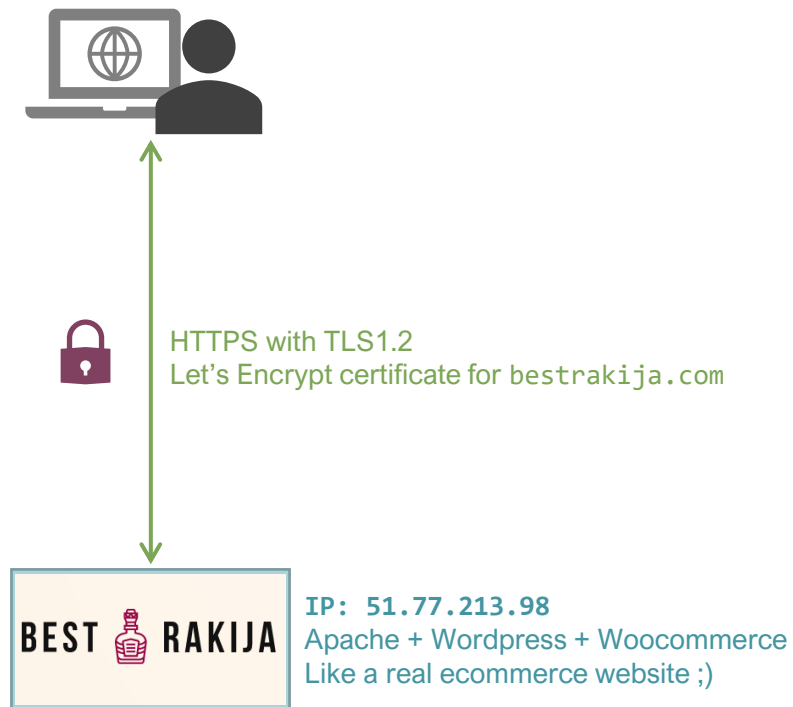 HTTPS with TLS1.2
Let's Encrypt certificate for bestrakija.com
BEST RAKIJA
IP: 51.77.213.98
Apache + Wordpress + Woocommerce
Like a real ecommerce website ;)